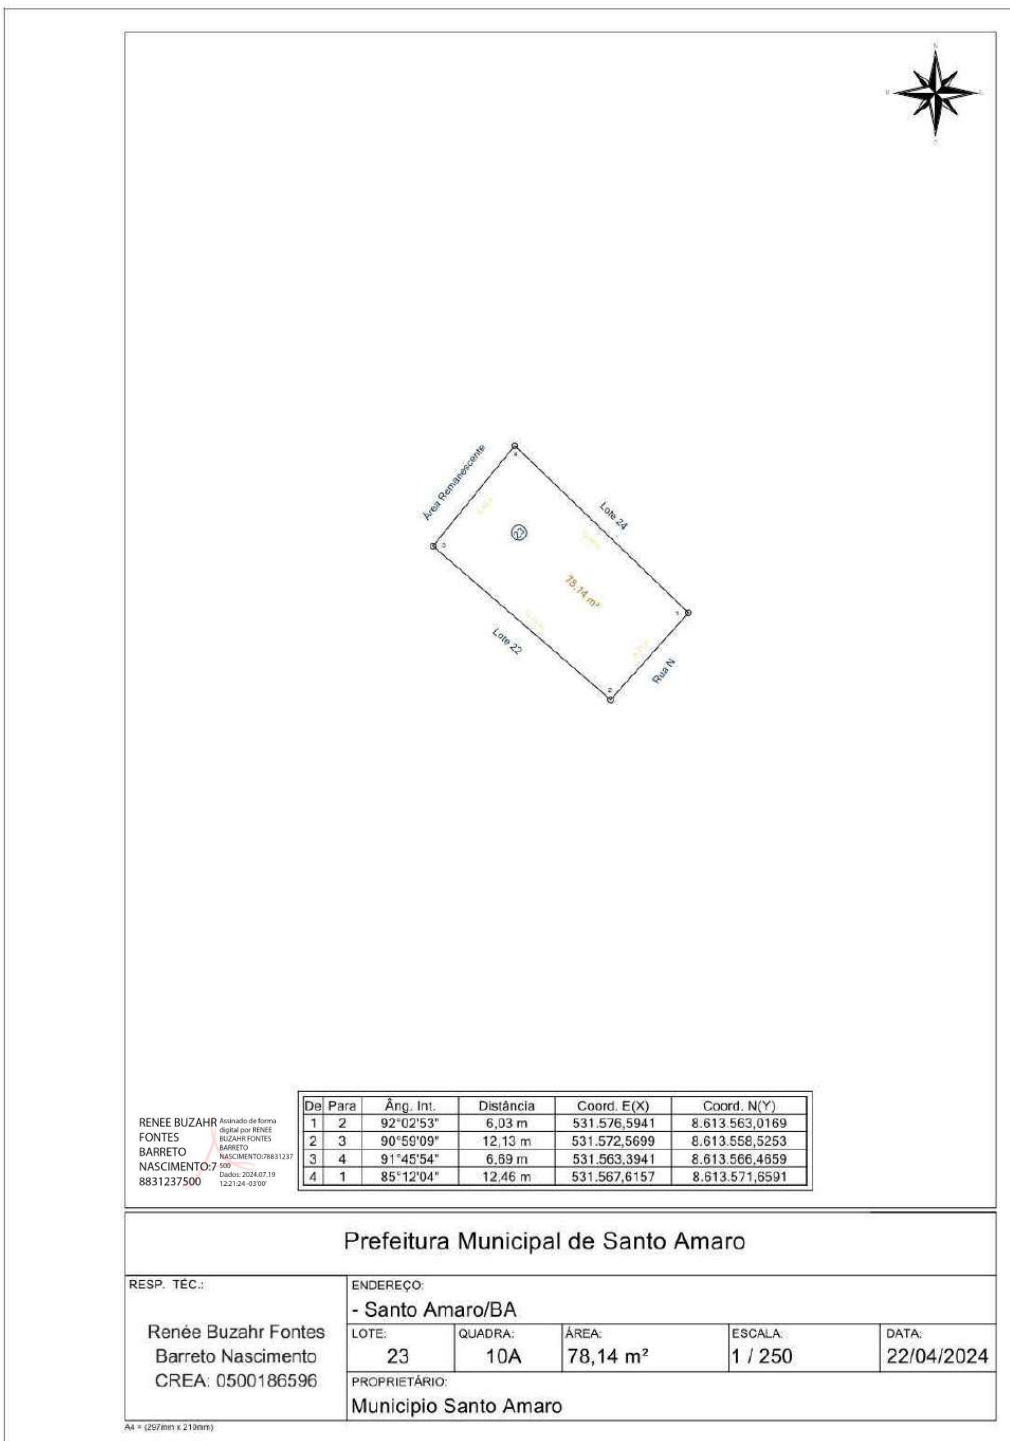 Área Remanescente
Lote 24
23
78,14 m²
Lote 22
Rua N
RENEE BUZAHR
FONTES
BARRETO
NASCIMENTO:7
8831237500
Assinado de forma
digital por RENEE
BUZAHR FONTES
BARRETO
NASCIMENTO:78831237
500
Dados: 2024.07.19
12:21:24 -03'00'
De Para Âng. Int. Distância Coord. E(X) Coord. N(Y)
1 2 92°02'53" 6,03 m 531.576,5941 8.613.563,0169
2 3 90°59'09" 12,13 m 531.572,5699 8.613.558,5253
3 4 91°45'54" 6,69 m 531.563,3941 8.613.566,4659
4 1 85°12'04" 12,46 m 531.567,6157 8.613.571,6591
Prefeitura Municipal de Santo Amaro
RESP. TÉC.:
Renée Buzahr Fontes
Barreto Nascimento
CREA: 0500186596
ENDEREÇO:
- Santo Amaro/BA
LOTE: QUADRA: ÁREA: ESCALA: DATA:
23 10A 78,14 m² 1 / 250 22/04/2024
PROPRIETÁRIO:
Municipio Santo Amaro
A4 = (297mm x 210mm)